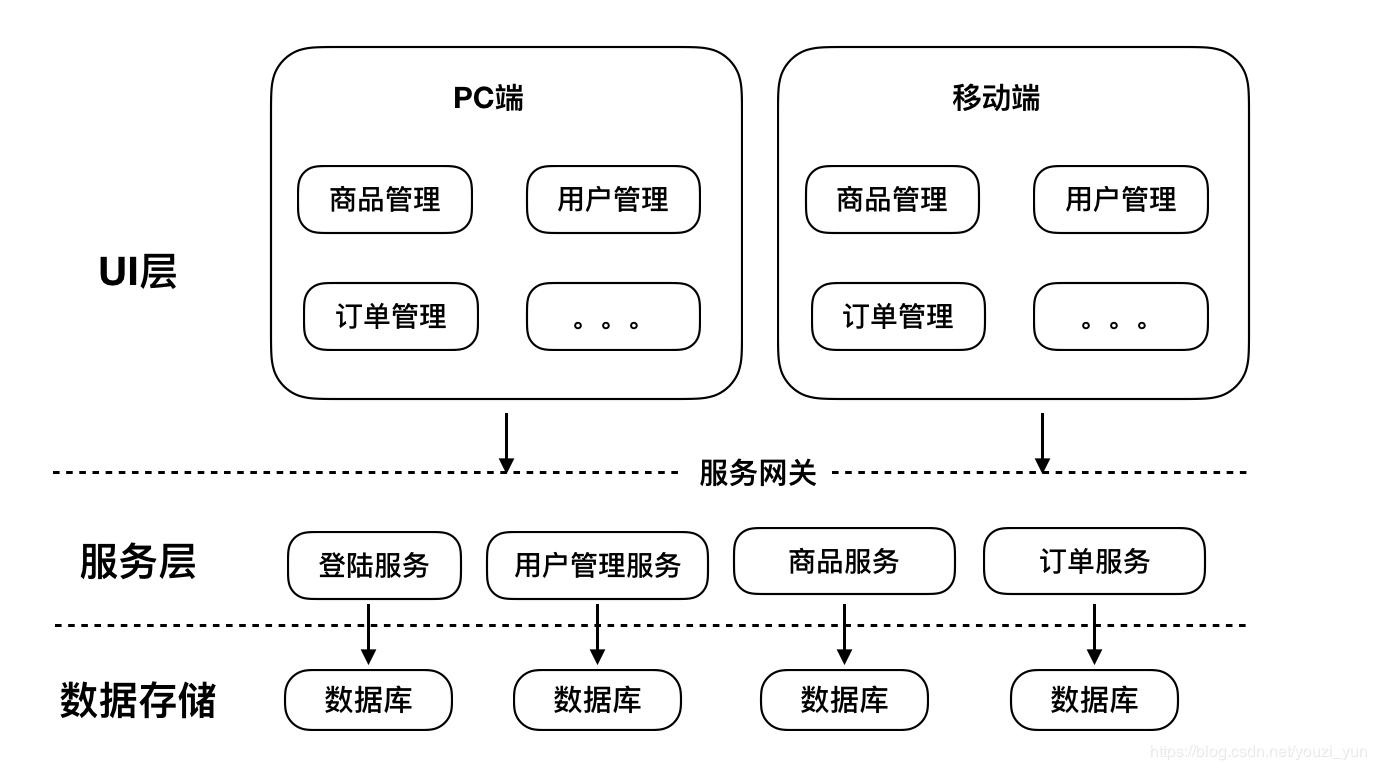 PC端
移动端
商品管理
用户管理
商品管理
用户管理
UI层
订单管理
。。。
订单管理
。。。
服务网关
服务层
登陆服务
用户管理服务
商品服务
订单服务
数据存储
数据库
数据库
数据库
数据库
https://blog.csdn.net/youzi_yun